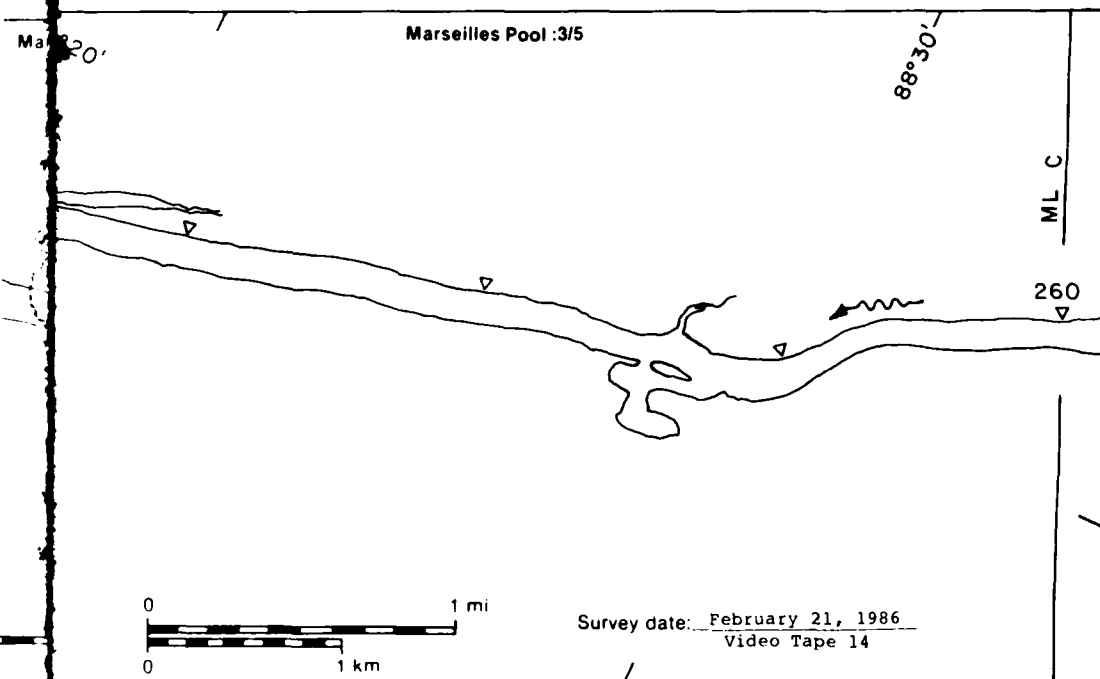 Marseilles Pool :3/5
88°30'
ML C
260
0 1 mi
0 1 km
Survey date: February 21, 1986
Video Tape 14